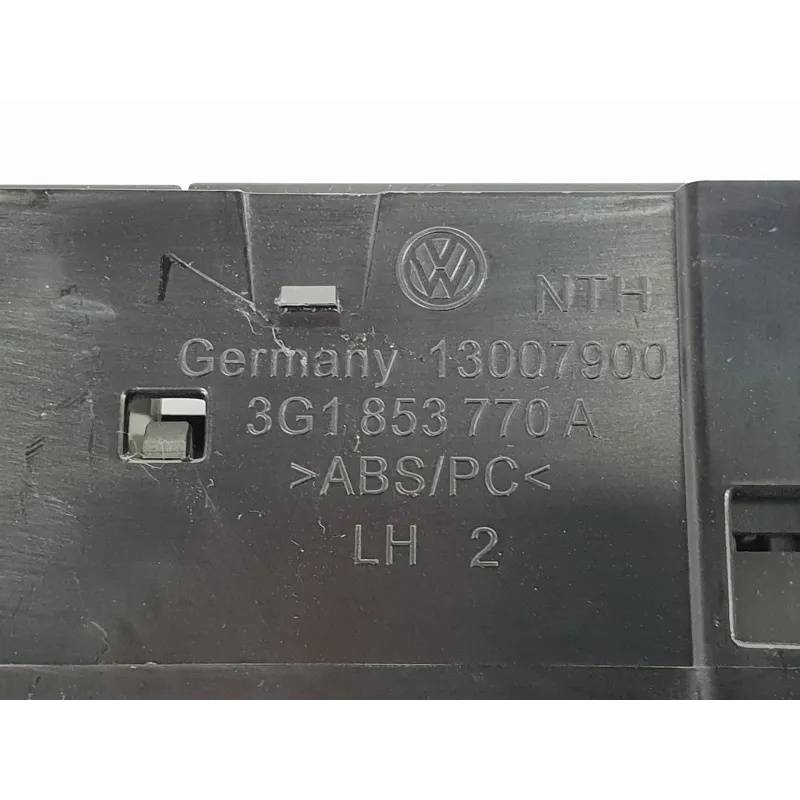 NTH
Germany 13007900
3G1 853 770 A
>ABS/PC<
LH 2